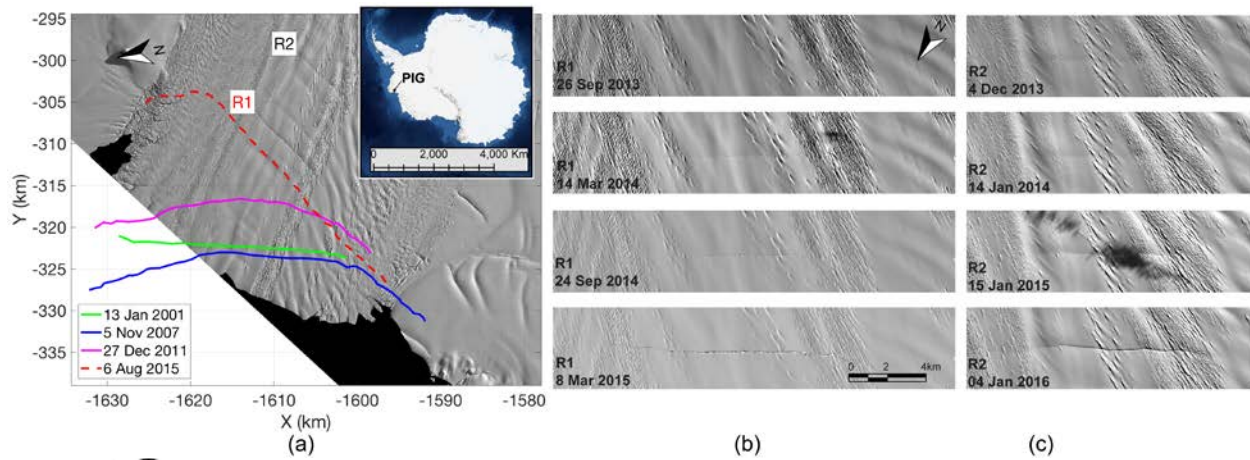 -295
-300
-305
-310
-315
-320
-325
-330
-335
Y (km)
N
R2
R1
PIG
0 2,000 4,000 Km
13 Jan 2001
5 Nov 2007
27 Dec 2011
6 Aug 2015
-1630 -1620 -1610 -1600 -1590 -1580
X (km)
(a)
N
R1
26 Sep 2013
R1
14 Mar 2014
R1
24 Sep 2014
R1
8 Mar 2015
0 2 4km
(b)
R2
4 Dec 2013
R2
14 Jan 2014
R2
15 Jan 2015
R2
04 Jan 2016
(c)